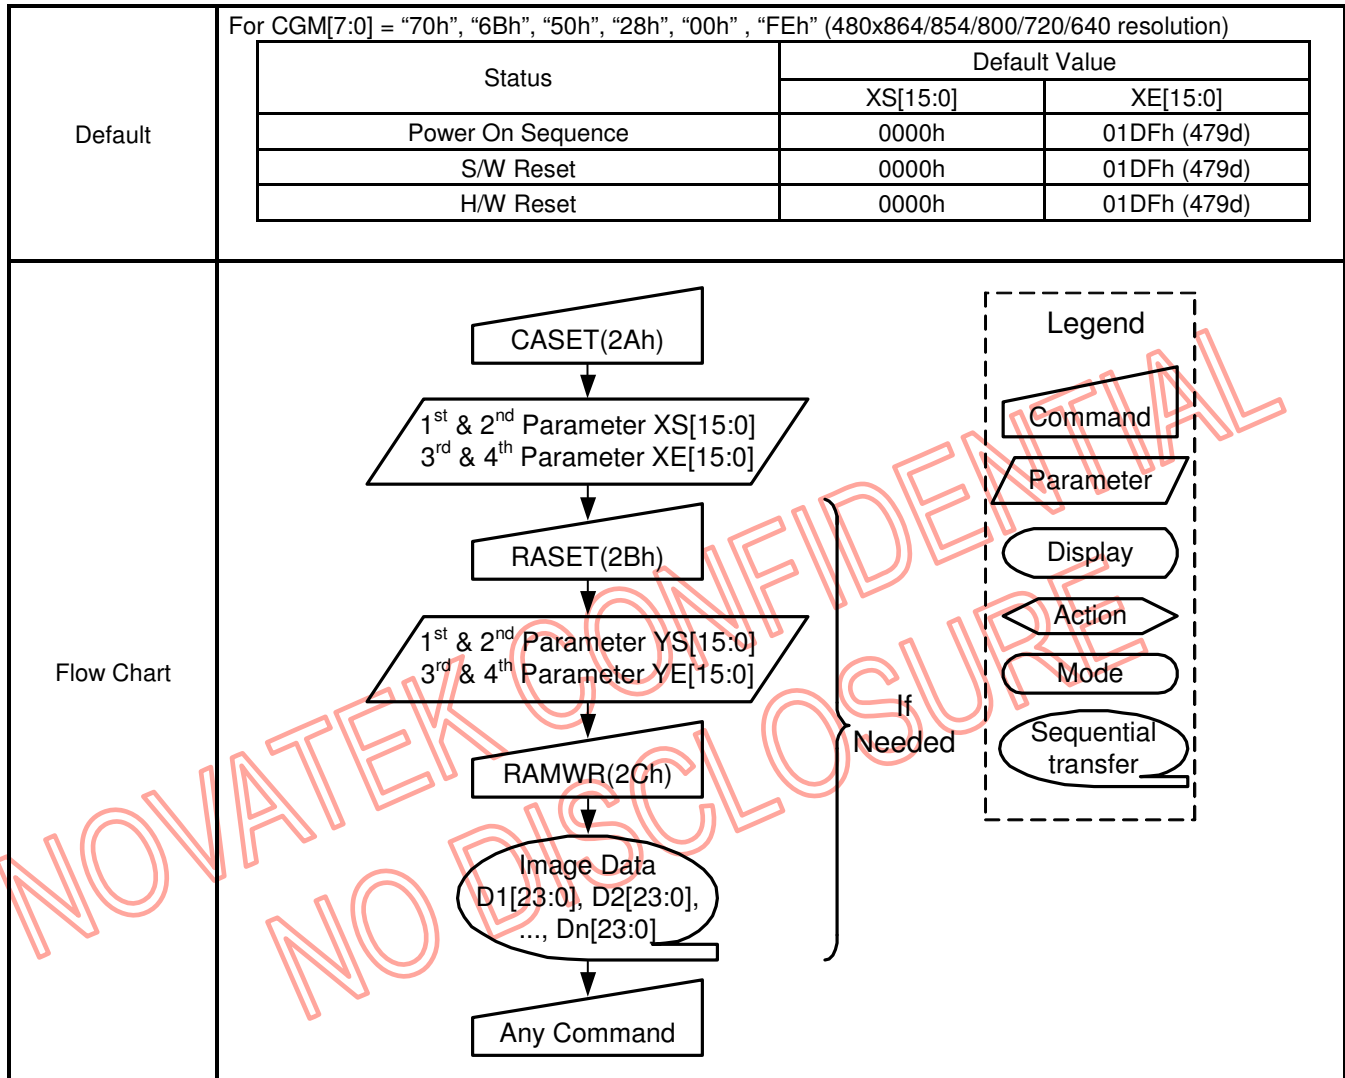 Default
For CGM[7:0] = “70h”, “6Bh”, “50h”, “28h”, “00h” , “FEh” (480x864/854/800/720/640 resolution)
Status
Default Value
XS[15:0]
XE[15:0]
Power On Sequence
0000h
01DFh (479d)
S/W Reset
0000h
01DFh (479d)
H/W Reset
0000h
01DFh (479d)
Flow Chart
CASET(2Ah)
1st & 2nd Parameter XS[15:0]
3rd & 4th Parameter XE[15:0]
RASET(2Bh)
1st & 2nd Parameter YS[15:0]
3rd & 4th Parameter YE[15:0]
RAMWR(2Ch)
Image Data
D1[23:0], D2[23:0],
..., Dn[23:0]
Any Command
If
Needed
Legend
Command
Parameter
Display
Action
Mode
Sequential
transfer
NOVATEK CONFIDENTIAL
NO DISCLOSURE